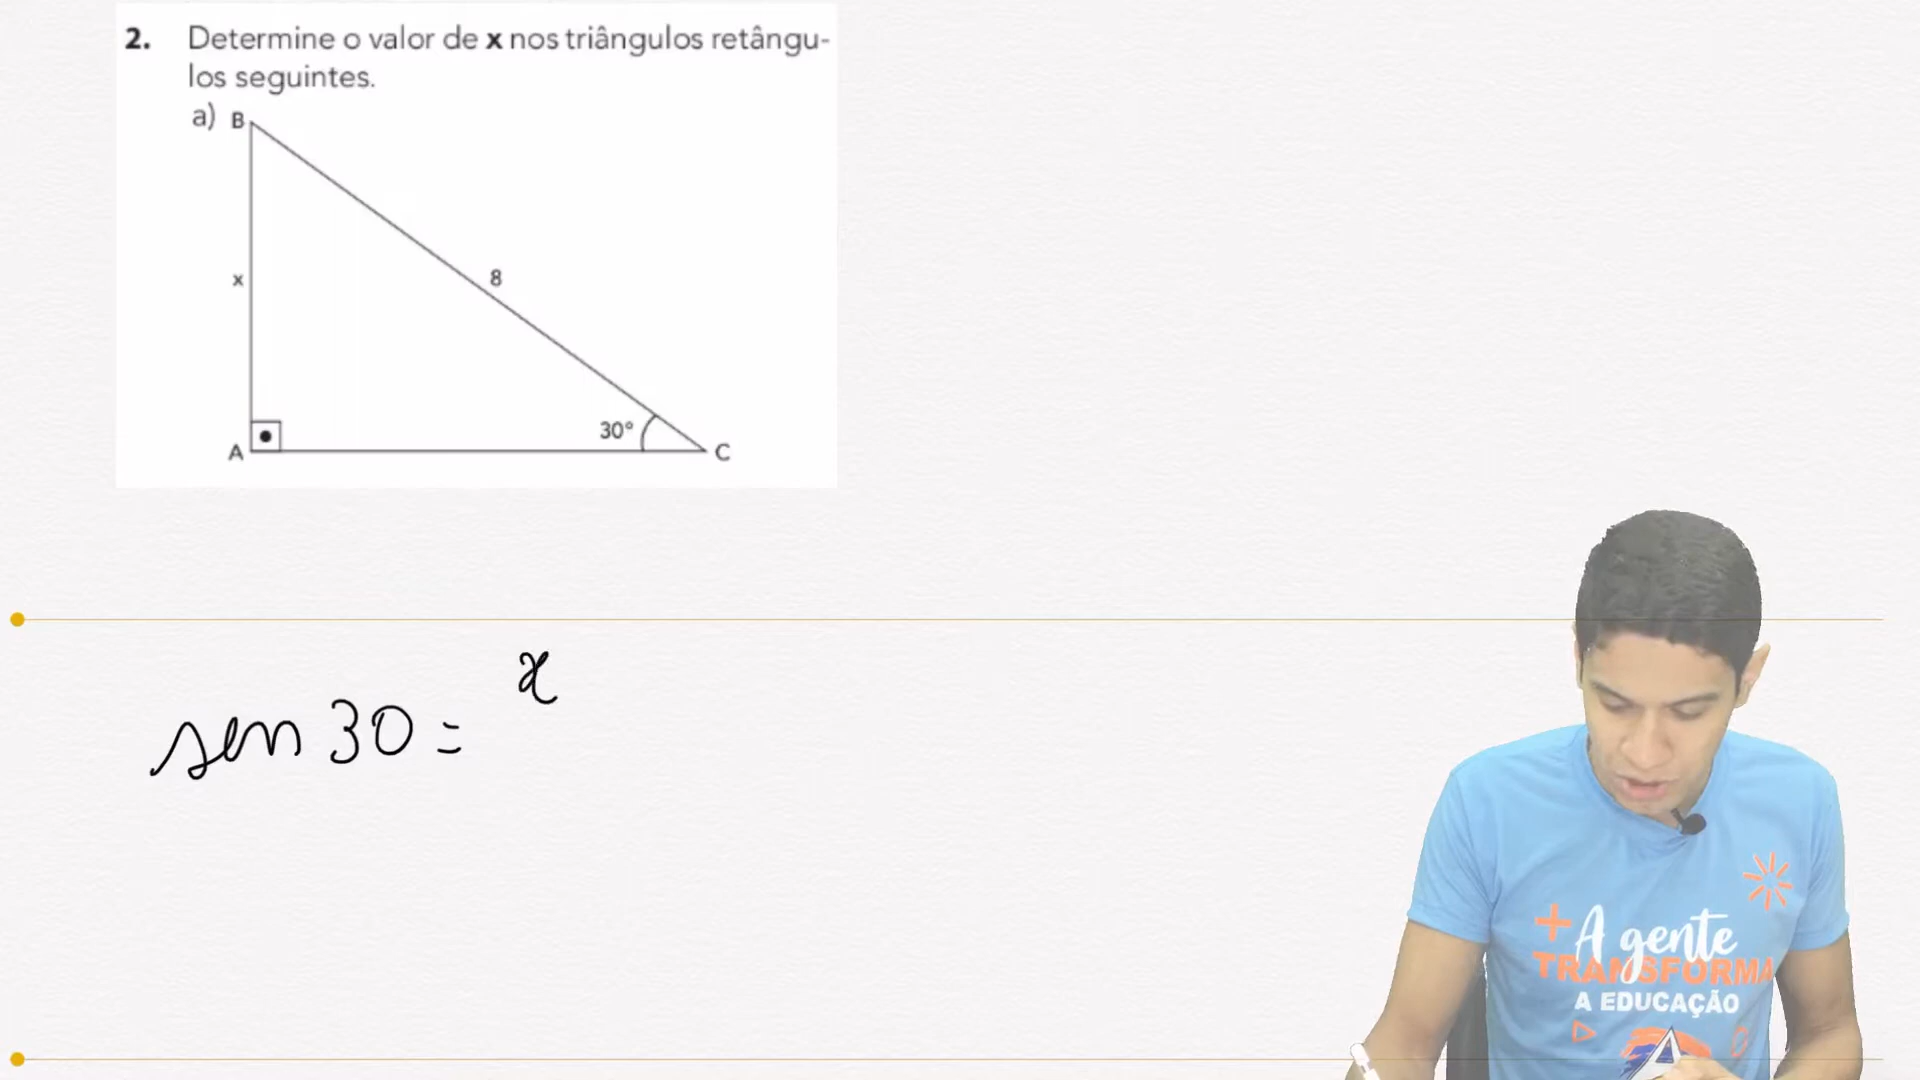 2. Determine o valor de x nos triângulos retângu-
los seguintes.
a) B
x
8
30°
A
C
x
sen 30 =
+ A gente
TRANSFORMA
A EDUCAÇÃO